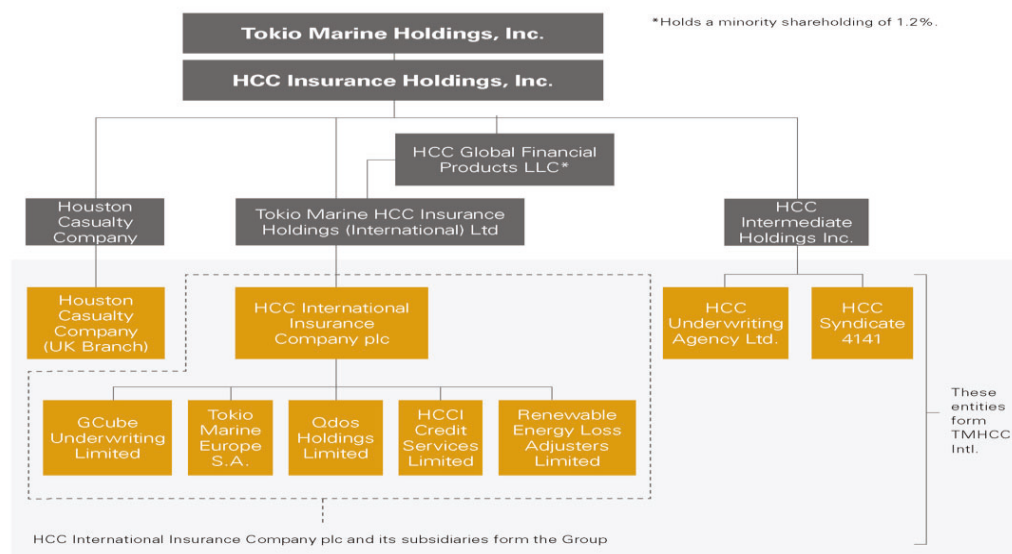 Tokio Marine Holdings, Inc.
*Holds a minority shareholding of 1.2%.
HCC Insurance Holdings, Inc.
HCC Global Financial
Products LLC*
Houston
Casualty
Company
Tokio Marine HCC Insurance
Holdings (International) Ltd
HCC
Intermediate
Holdings Inc.
Houston
Casualty
Company
(UK Branch)
HCC International
Insurance
Company plc
HCC
Underwriting
Agency Ltd.
HCC
Syndicate
4141
GCube
Underwriting
Limited
Tokio
Marine
Europe
S.A.
Qdos
Holdings
Limited
HCCI
Credit
Services
Limited
Renewable
Energy Loss
Adjusters
Limited
These
entities
form
TMHCC
Intl.
HCC International Insurance Company plc and its subsidiaries form the Group